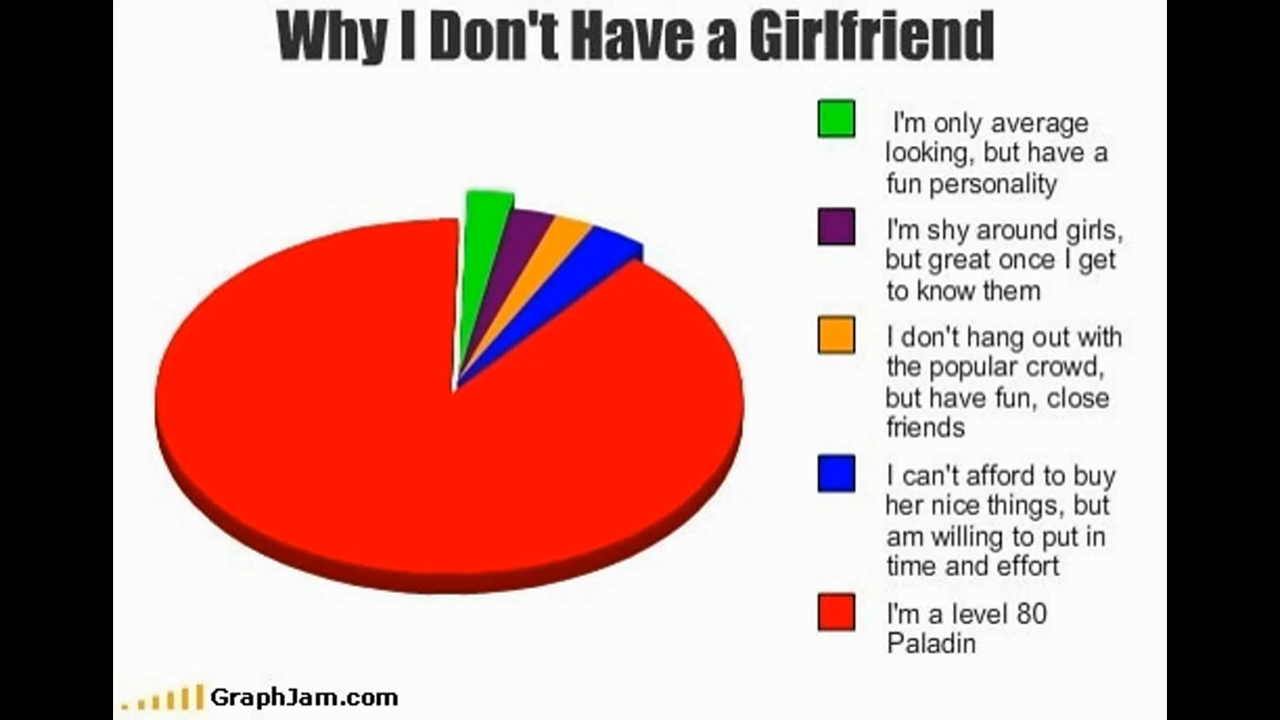 Why I Don't Have a Girlfriend
I'm only average
looking, but have a
fun personality
I'm shy around girls,
but great once I get
to know them
I don't hang out with
the popular crowd,
but have fun, close
friends
I can't afford to buy
her nice things, but
am willing to put in
time and effort
I'm a level 80
Paladin
GraphJam.com